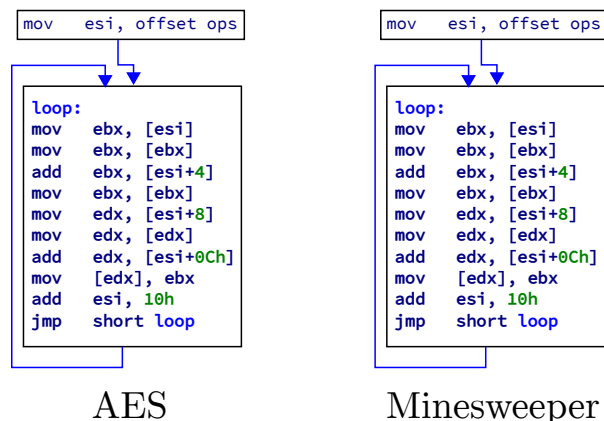 mov esi, offset ops
loop:
mov ebx, [esi]
mov ebx, [ebx]
add ebx, [esi+4]
mov ebx, [ebx]
mov edx, [esi+8]
mov edx, [edx]
add edx, [esi+0Ch]
mov [edx], ebx
add esi, 10h
jmp short loop
AES
mov esi, offset ops
loop:
mov ebx, [esi]
mov ebx, [ebx]
add ebx, [esi+4]
mov ebx, [ebx]
mov edx, [esi+8]
mov edx, [edx]
add edx, [esi+0Ch]
mov [edx], ebx
add esi, 10h
jmp short loop
Minesweeper